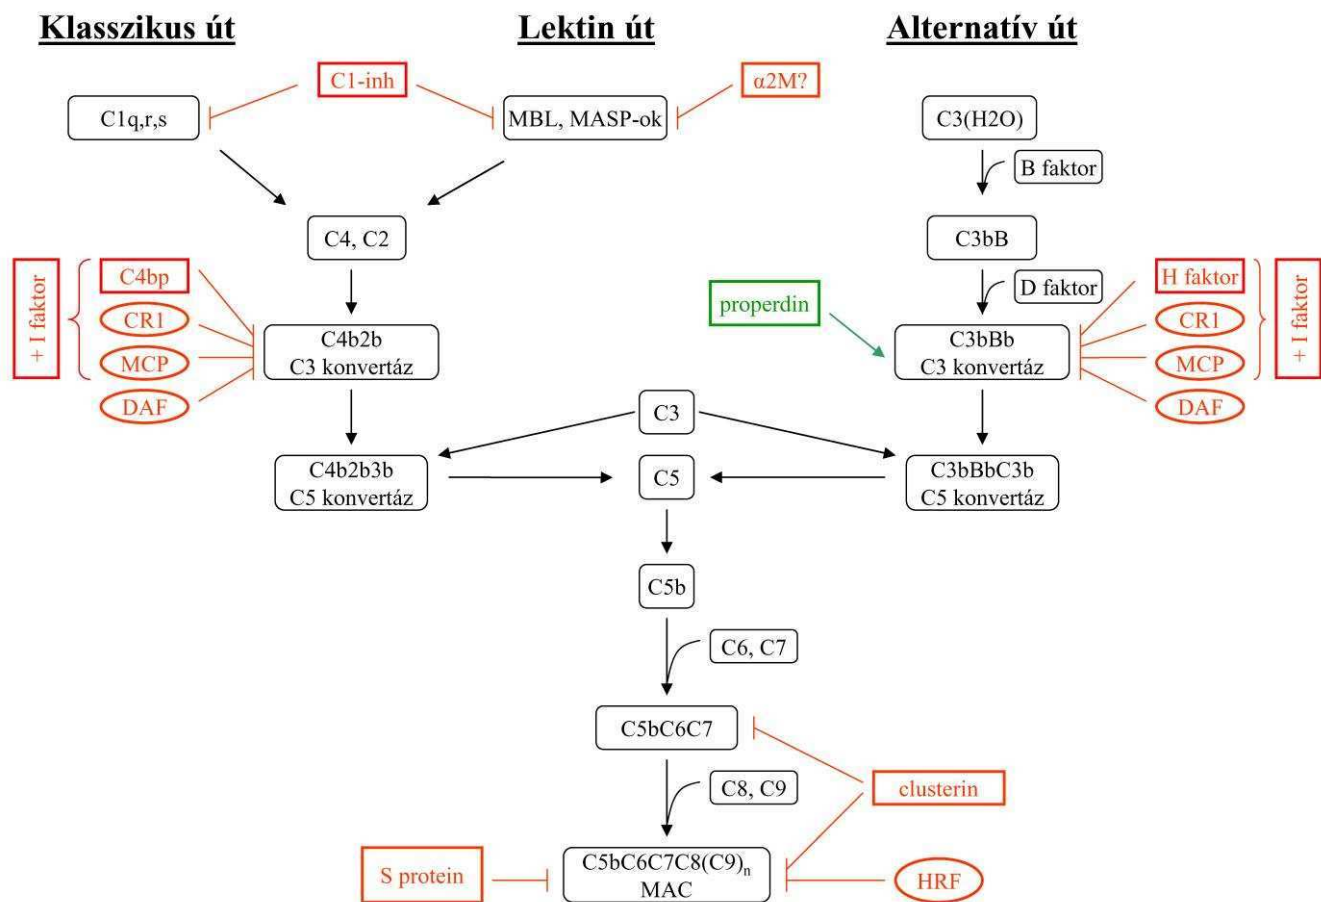 Klasszikus út
Lektin út
Alternatív út
C1-inh
α2M?
C1q,r,s
MBL, MASP-ok
C3(H2O)
B faktor
C4, C2
C3bB
+ I faktor
C4bp
CR1
MCP
DAF
properdin
D faktor
H faktor
CR1
MCP
DAF
+ I faktor
C4b2b
C3 konvertáz
C3bBb
C3 konvertáz
C3
C4b2b3b
C5 konvertáz
C5
C3bBbC3b
C5 konvertáz
C5b
C6, C7
C5bC6C7
C8, C9
clusterin
S protein
C5bC6C7C8(C9)n
MAC
HRF